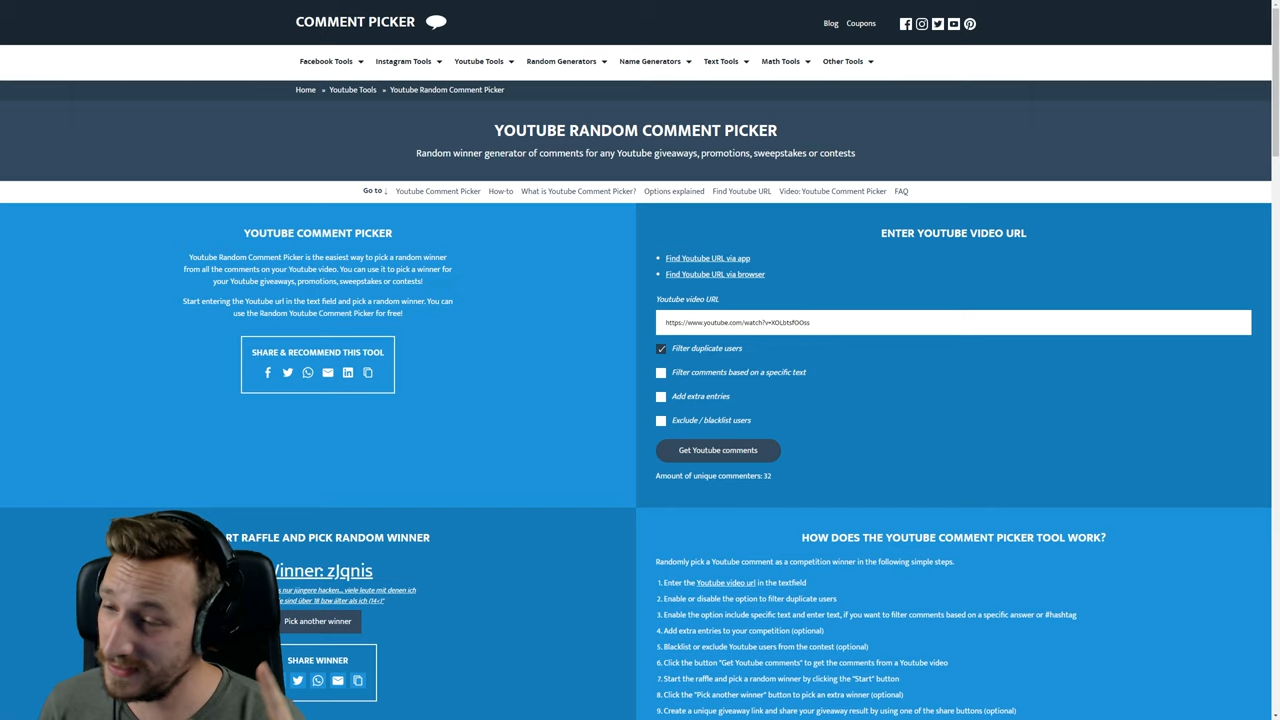 COMMENT PICKER
Blog Coupons
Facebook Tools Instagram Tools Youtube Tools Random Generators Name Generators Text Tools Math Tools Other Tools
Home » Youtube Tools » Youtube Random Comment Picker
YOUTUBE RANDOM COMMENT PICKER
Random winner generator of comments for any Youtube giveaways, promotions, sweepstakes or contests
Go to ↓ Youtube Comment Picker How-to What is Youtube Comment Picker? Options explained Find Youtube URL Video: Youtube Comment Picker FAQ
YOUTUBE COMMENT PICKER
Youtube Random Comment Picker is the easiest way to pick a random winner
from all the comments on your Youtube video. You can use it to pick a winner for
your Youtube giveaways, promotions, sweepstakes or contests!
Start entering the Youtube url in the text field and pick a random winner. You can
use the Random Youtube Comment Picker for free!
SHARE & RECOMMEND THIS TOOL
ENTER YOUTUBE VIDEO URL
Find Youtube URL via app
Find Youtube URL via browser
Youtube video URL
https://www.youtube.com/watch?v=XOLbtsfOOss
Filter duplicate users
Filter comments based on a specific text
Add extra entries
Exclude / blacklist users
Get Youtube comments
Amount of unique commenters: 32
RT RAFFLE AND PICK RANDOM WINNER
inner: zJqnis
nur jüngere hacken... viele leute mit denen ich
sind über 18 bzw älter als ich (14<)"
Pick another winner
SHARE WINNER
HOW DOES THE YOUTUBE COMMENT PICKER TOOL WORK?
Randomly pick a Youtube comment as a competition winner in the following simple steps.
1. Enter the Youtube video url in the textfield
2. Enable or disable the option to filter duplicate users
3. Enable the option include specific text and enter text, if you want to filter comments based on a specific answer or #hashtag
4. Add extra entries to your competition (optional)
5. Blacklist or exclude Youtube users from the contest (optional)
6. Click the button "Get Youtube comments" to get the comments from a Youtube video
7. Start the raffle and pick a random winner by clicking the "Start" button
8. Click the "Pick another winner" button to pick an extra winner (optional)
9. Create a unique giveaway link and share your giveaway result by using one of the share buttons (optional)